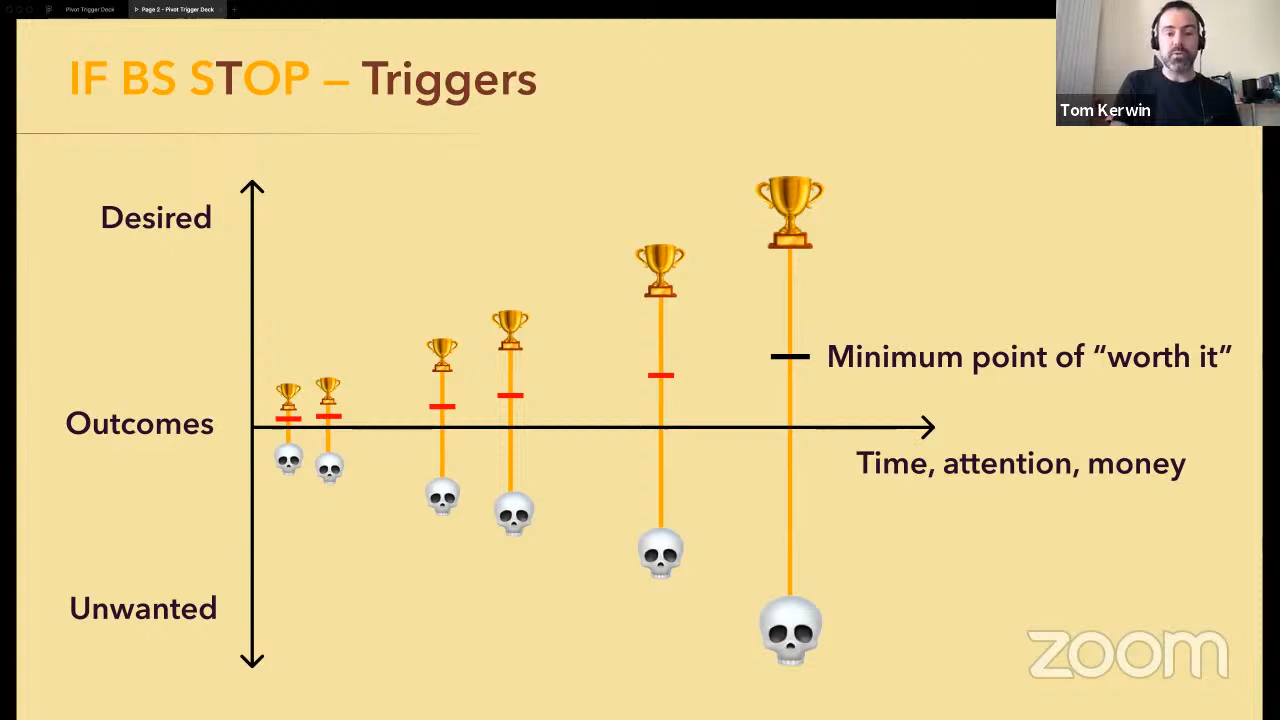 Pivot Trigger Deck
Page 2 - Pivot Trigger Deck
IF BS STOP – Triggers
Tom Kerwin
Desired
Minimum point of “worth it”
Outcomes
Time, attention, money
Unwanted
zoom